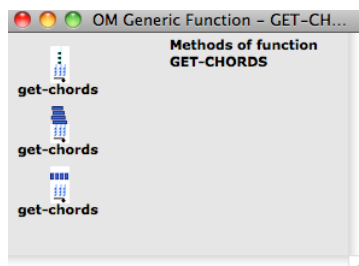 OM Generic Function – GET-CH...
Methods of function
GET-CHORDS
get-chords
get-chords
get-chords